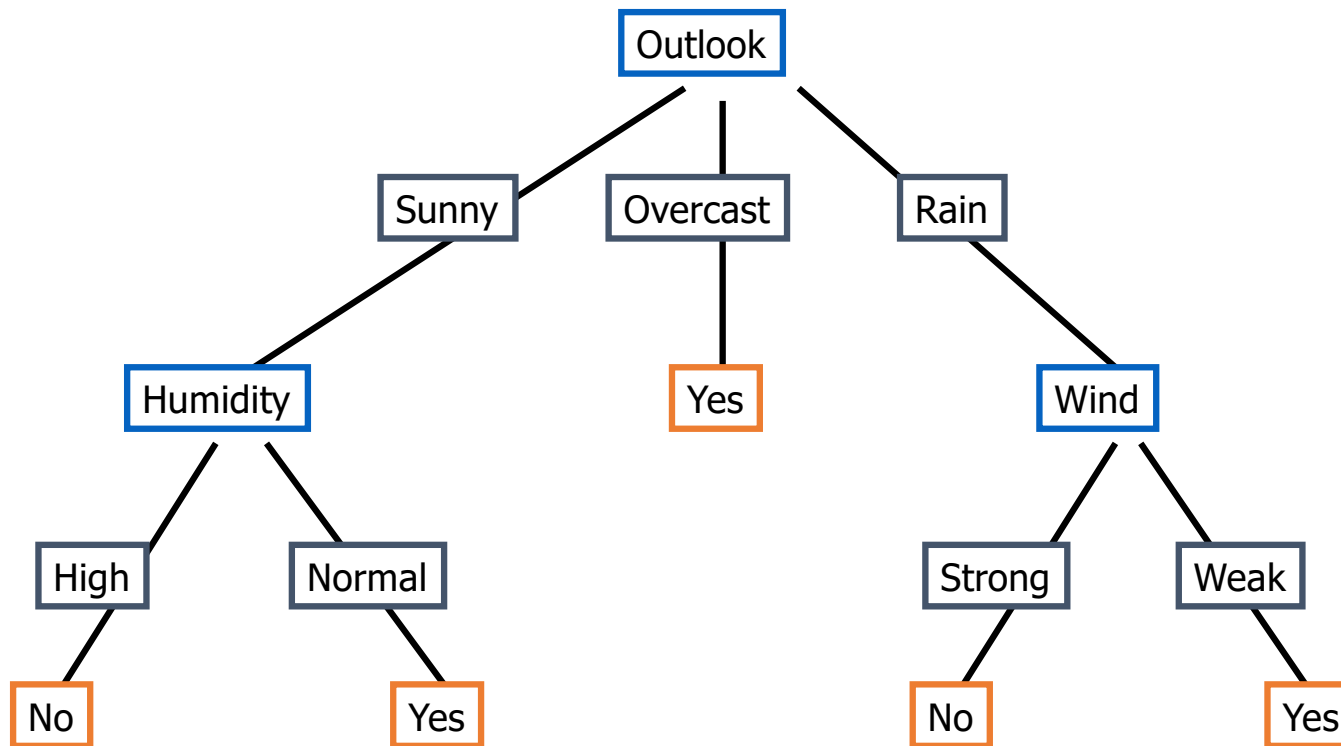 Outlook
Sunny
Overcast
Rain
Humidity
Yes
Wind
High
Normal
Strong
Weak
No
Yes
No
Yes